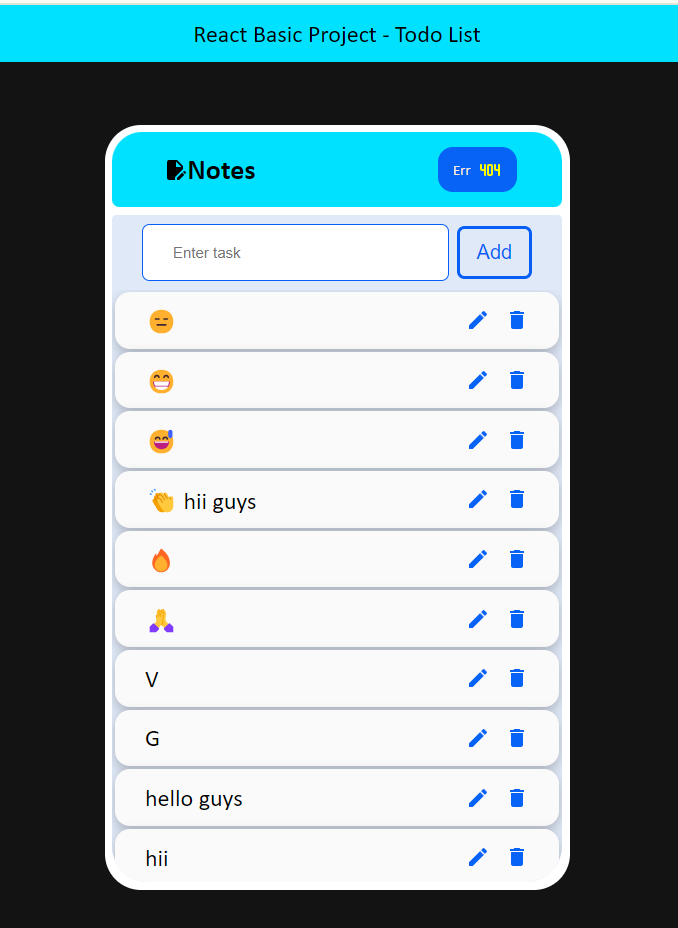 React Basic Project - Todo List
Notes
Err 404
Enter task
Add
😑
😁
😅
👏 hii guys
🔥
🙏
V
G
hello guys
hii